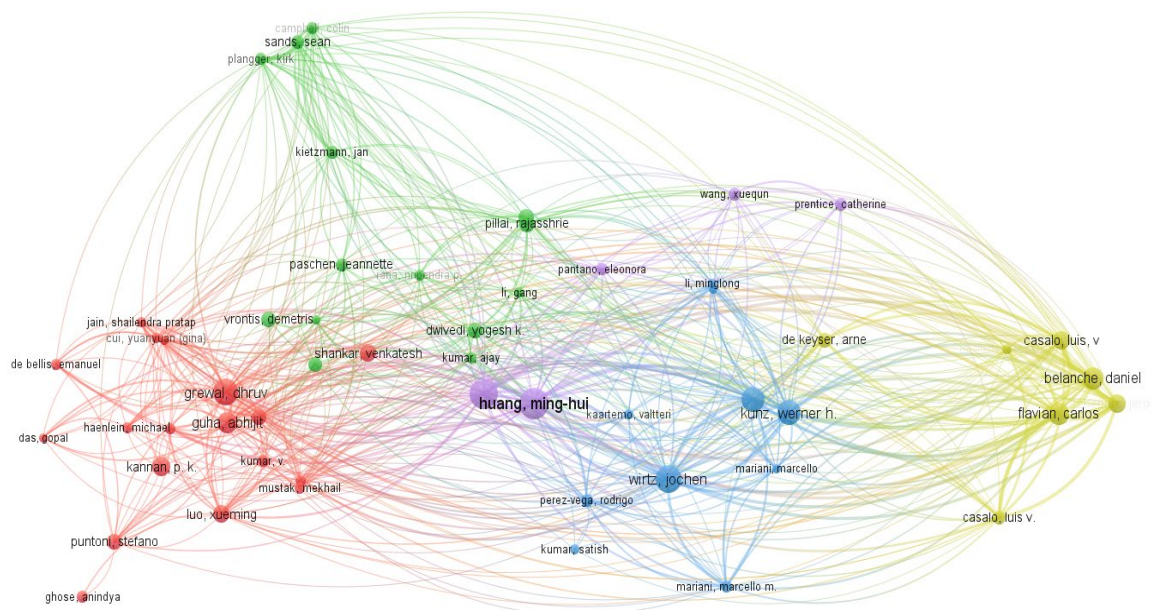 campbell, colin
sands, sean
plangger, kirk
kietzmann, jan
wang, xuequn
prentice, catherine
pillai, rajasshrie
paschen, jeannette
pantano, eleonora
rana, nripendra p.
li, minglong
li, gang
jain, shailendra pratap
vrontis, demetris
cui, yuanyuan (gina)
dwivedi, yogesh k.
de keyser, arne
casalo, luis, v
shankar, venkatesh
kumar, ajay
de bellis, emanuel
belanche, daniel
grewal, dhruv
huang, ming-hui
kaartemo, valtteri
kunz, werner h.
flavian, carlos
guha, abhijit
haenlein, michael
das, gopal
kannan, p. k.
kumar, v.
mariani, marcello
wirtz, jochen
mustak, mekhail
perez-vega, rodrigo
luo, xueming
casalo, luis v.
puntoni, stefano
kumar, satish
mariani, marcello m.
ghose, anindya